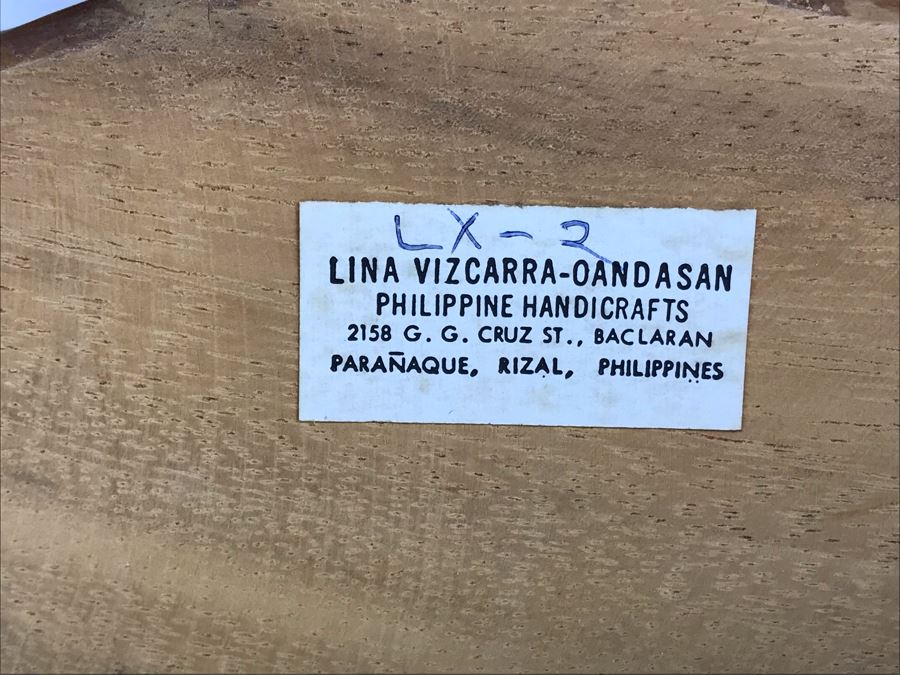 LX-2
LINA VIZCARRA-OANDASAN
PHILIPPINE HANDICRAFTS
2158 G. G. CRUZ ST., BACLARAN
PARAÑAQUE, RIZAL, PHILIPPINES